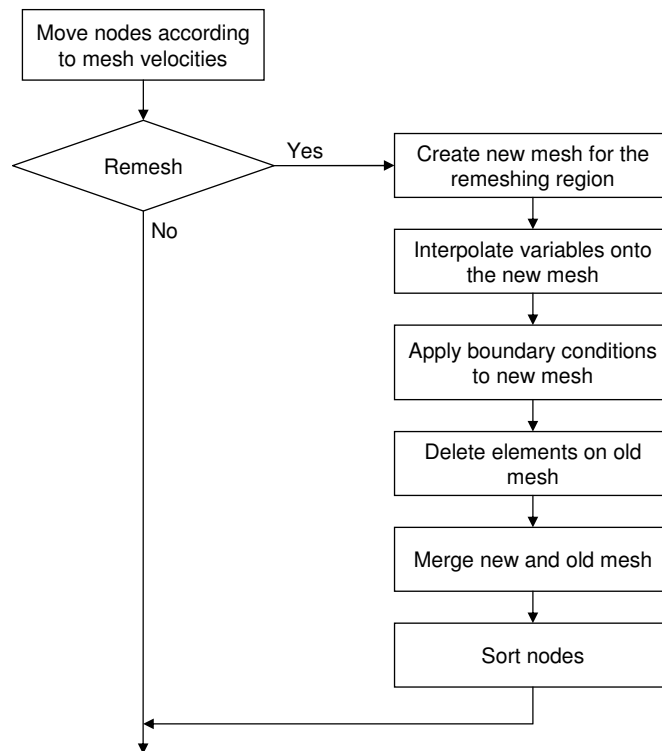 Move nodes according
to mesh velocities
Remesh
Yes
No
Create new mesh for the
remeshing region
Interpolate variables onto
the new mesh
Apply boundary conditions
to new mesh
Delete elements on old
mesh
Merge new and old mesh
Sort nodes